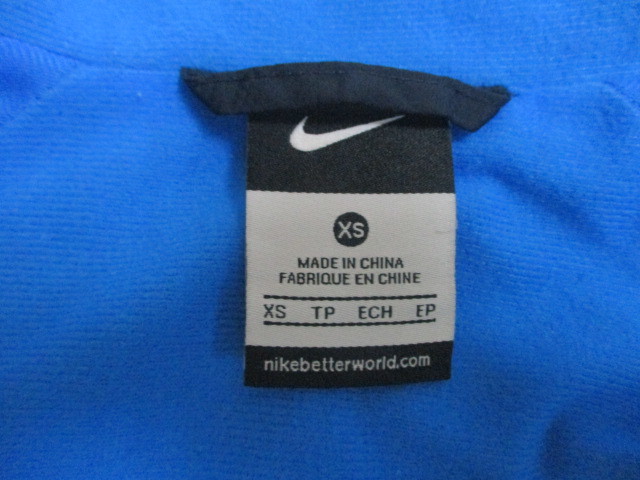 XS
MADE IN CHINA
FABRIQUE EN CHINE
XS TP ECH EP
nikebetterworld.com